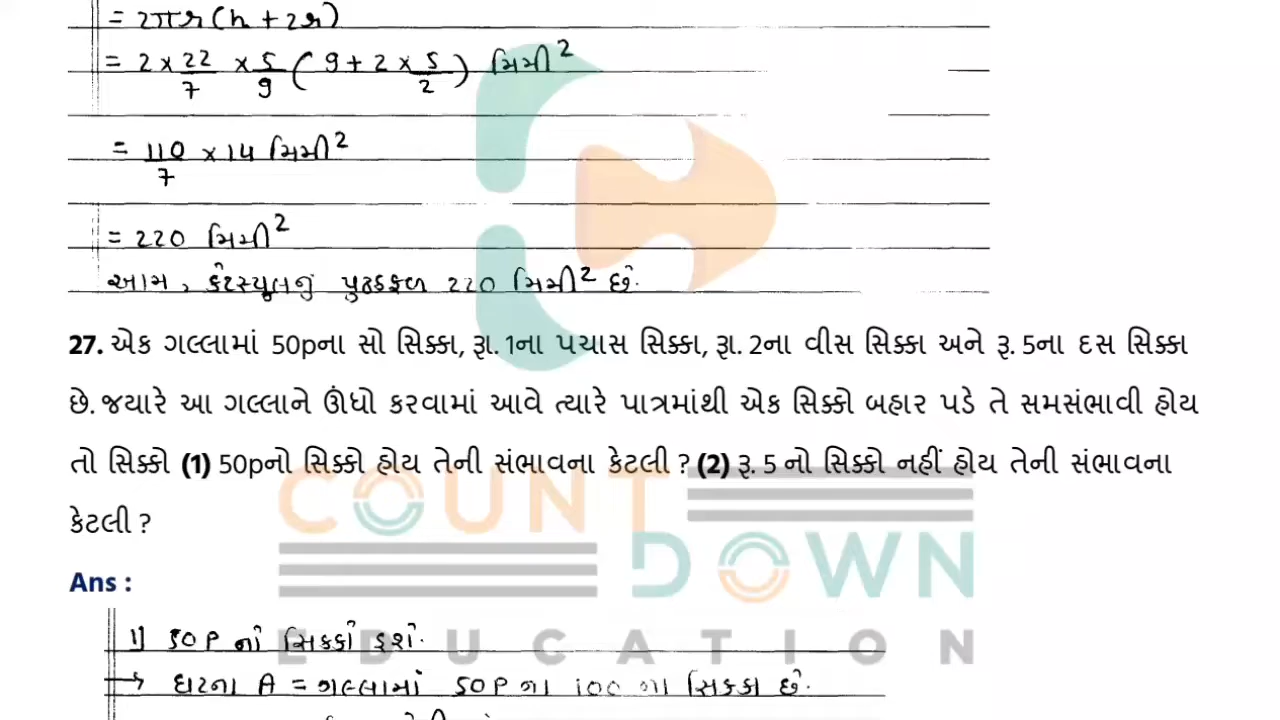 = 2πr(h + 2r)
= 2 × 22/7 × 5/9 ( 9 + 2 × 5/2 ) મિમી²
= 110/7 × 14 મિમી²
= 220 મિમી²
આમ, કેપ્સ્યુલનું પુષ્ઠફળ 220 મિમી² છે.
27. એક ગલ્લામાં 50pના સો સિક્કા, રૂા. 1ના પચાસ સિક્કા, રૂા. 2ના વીસ સિક્કા અને રૂ. 5ના દસ સિક્કા
છે. જયારે આ ગલ્લાને ઊંધો કરવામાં આવે ત્યારે પાત્રમાંથી એક સિક્કો બહાર પડે તે સમસંભાવી હોય
તો સિક્કો (1) 50pનો સિક્કો હોય તેની સંભાવના કેટલી ? (2) રૂ. 5 નો સિક્કો નહીં હોય તેની સંભાવના
કેટલી ?
COUNT
DOWN
Ans :
EDUCATION
1) 50P નો સિક્કો હશે.
→ ઘટના A = ગલ્લામાં 50P ના 100 ના સિક્કા છે.